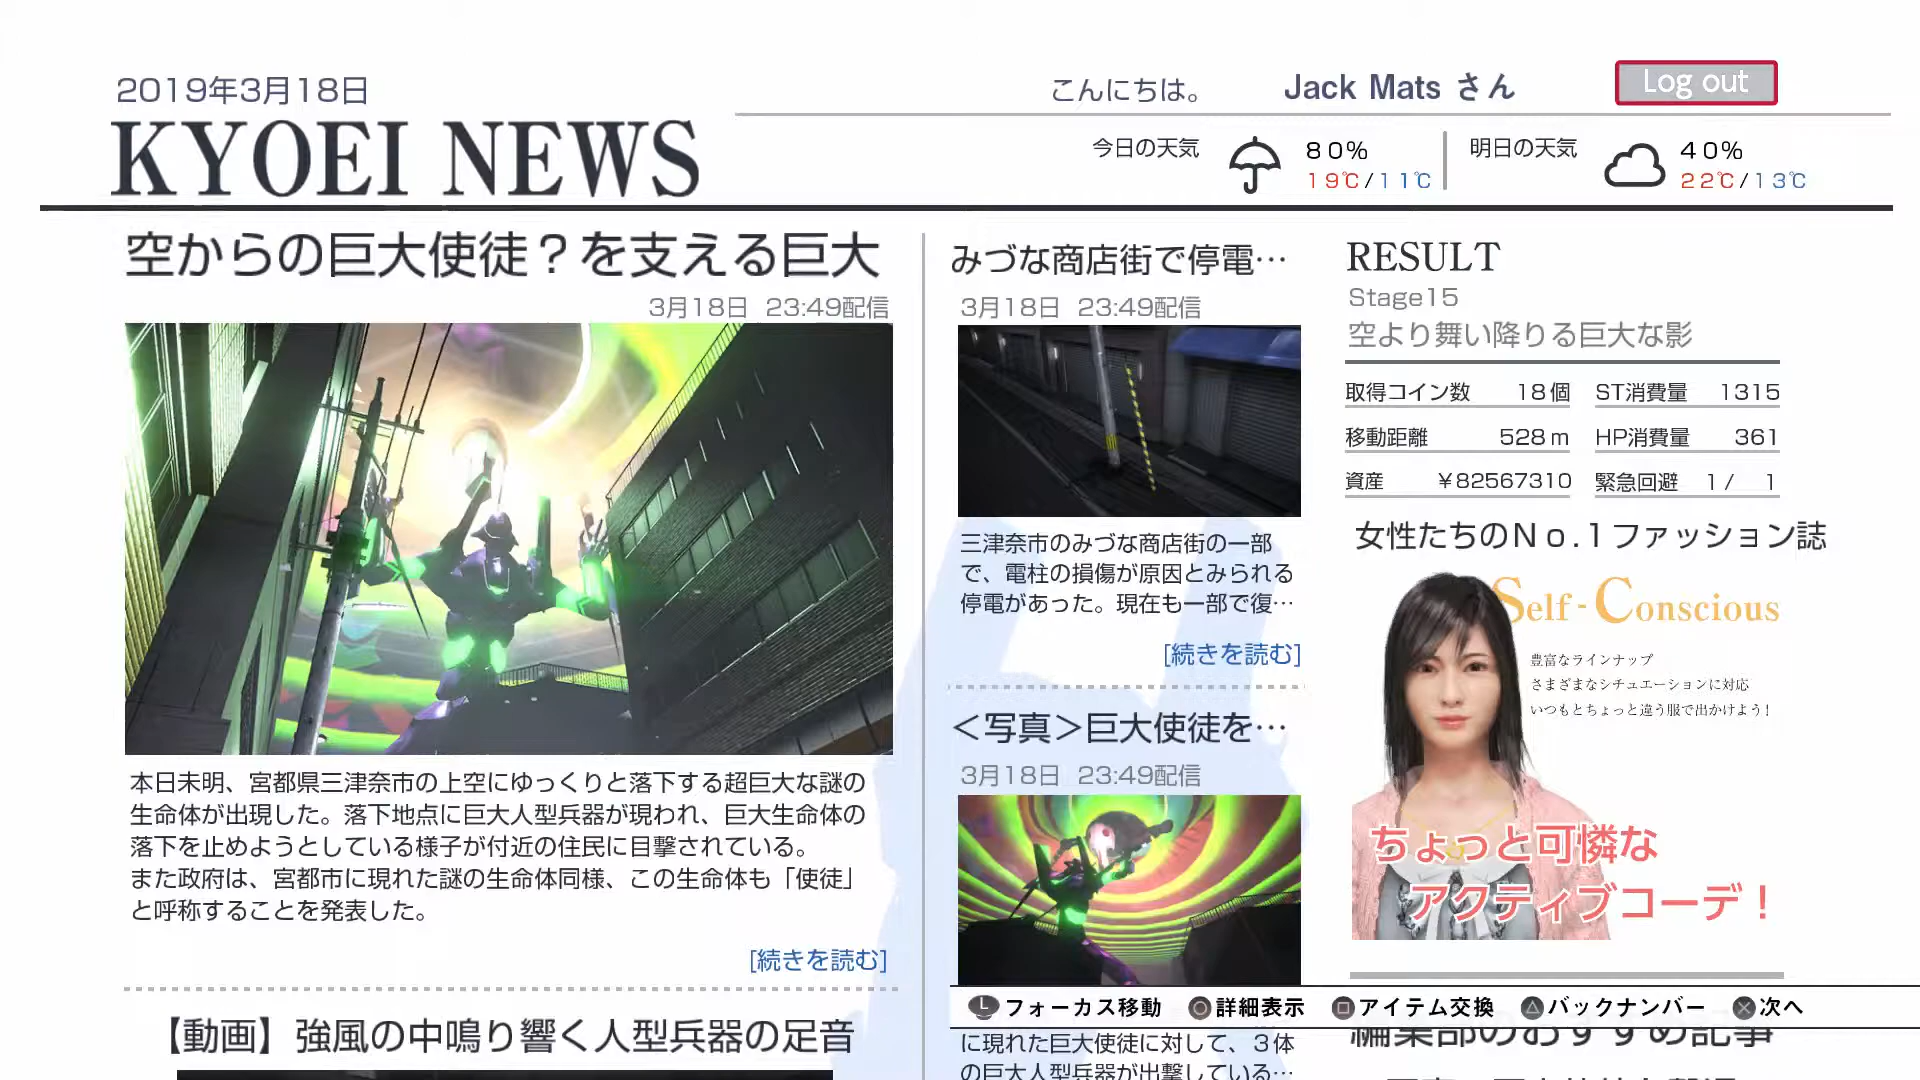 2019年3月18日
KYOEI NEWS
こんにちは。 Jack Mats さん
Log out
今日の天気 80%
19℃/11℃
明日の天気 40%
22℃/13℃
空からの巨大使徒？を支える巨大
3月18日 23:49配信
本日未明、宮都県三津奈市の上空にゆっくりと落下する超巨大な謎の
生命体が出現した。落下地点に巨大人型兵器が現われ、巨大生命体の
落下を止めようとしている様子が付近の住民に目撃されている。
また政府は、宮都市に現れた謎の生命体同様、この生命体も「使徒」
と呼称することを発表した。
[続きを読む]
【動画】強風の中鳴り響く人型兵器の足音
みづな商店街で停電…
3月18日 23:49配信
三津奈市のみづな商店街の一部
で、電柱の損傷が原因とみられる
停電があった。現在も一部で復…
[続きを読む]
＜写真＞巨大使徒を…
3月18日 23:49配信
に現れた巨大使徒に対して、３体
の巨大人型兵器が出撃している…
RESULT
Stage15
空より舞い降りる巨大な影
取得コイン数 18個
ST消費量 1315
移動距離 528m
HP消費量 361
資産 ￥82567310
緊急回避 1/ 1
女性たちのNo.1ファッション誌
Self-Conscious
豊富なラインナップ
さまざまなシチュエーションに対応
いつもとちょっと違う服で出かけよう！
ちょっと可憐な
アクティブコーデ！
L フォーカス移動 ○詳細表示 □アイテム交換 △バックナンバー ×次へ
編集部のおすすめ記事